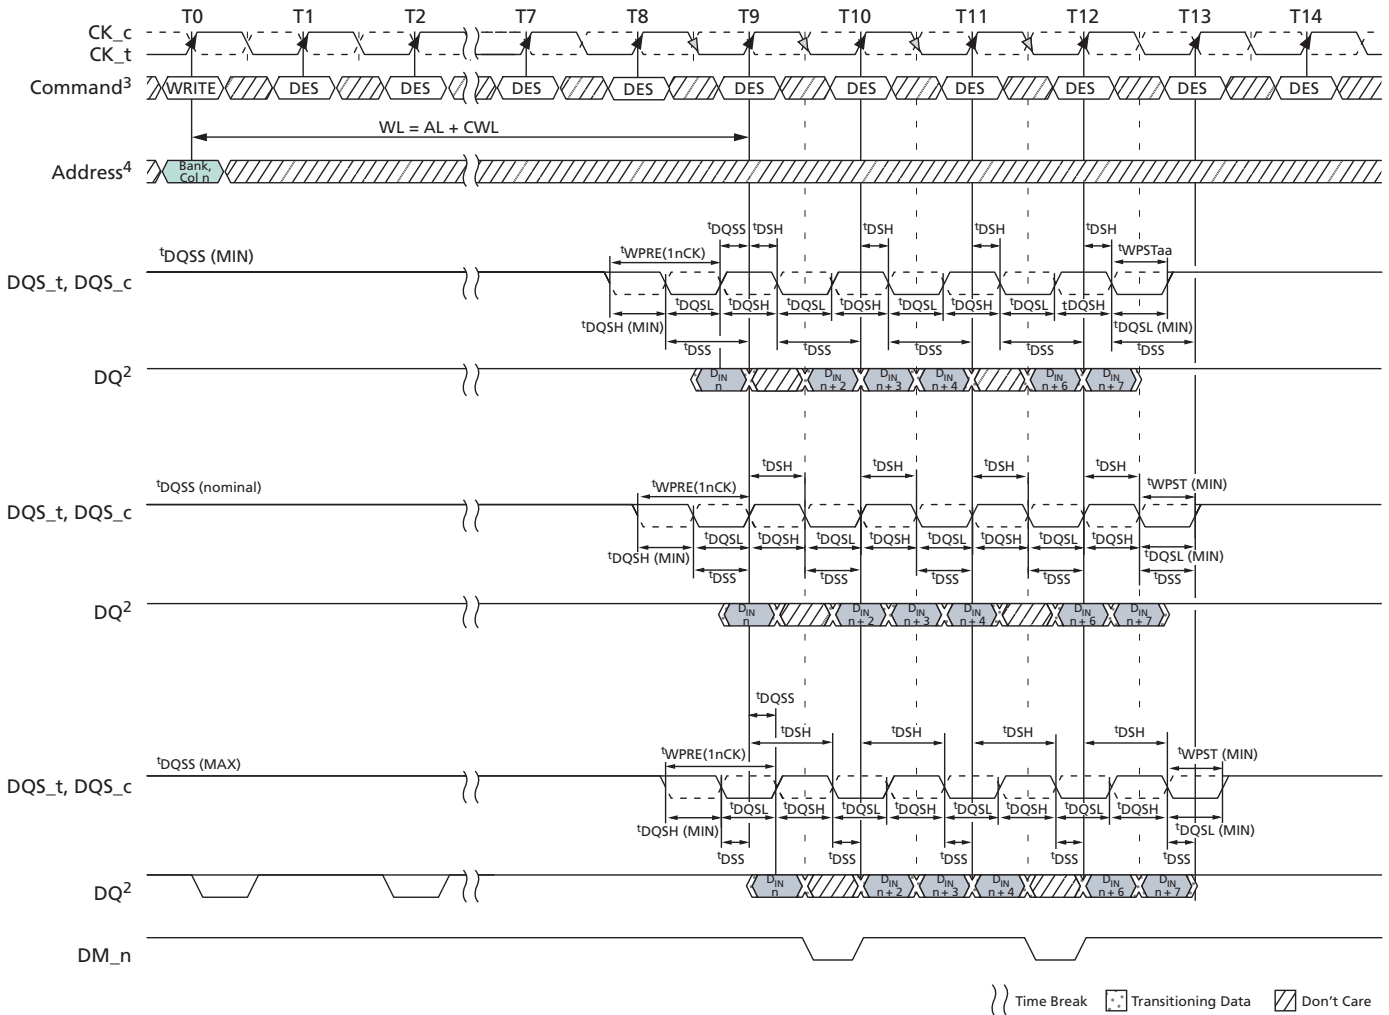 T0 T1 T2 T7 T8 T9 T10 T11 T12 T13 T14
CK_c
CK_t
Command3 WRITE DES DES DES DES DES DES DES DES DES DES
WL = AL + CWL
Address4 Bank, Col n
tDQSS tDSH tDSH tDSH tDSH
tDQSS (MIN) tWPRE(1nCK) tWPSTaa
DQS_t, DQS_c
tDQSL tDQSH tDQSL tDQSH tDQSL tDQSH tDQSL tDQSH
tDQSH (MIN) tDQSL (MIN)
tDSS tDSS tDSS tDSS tDSS
DQ2 DIN n DIN n + 2 DIN n + 3 DIN n + 4 DIN n + 6 DIN n + 7
tDSH tDSH tDSH tDSH
tDQSS (nominal) tWPRE(1nCK) tWPST (MIN)
DQS_t, DQS_c
tDQSL tDQSH tDQSL tDQSH tDQSL tDQSH tDQSL tDQSH
tDQSH (MIN) tDQSL (MIN)
tDSS tDSS tDSS tDSS tDSS
DQ2 DIN n DIN n + 2 DIN n + 3 DIN n + 4 DIN n + 6 DIN n + 7
tDQSS
tDSH tDSH tDSH tDSH
tDQSS (MAX) tWPRE(1nCK) tWPST (MIN)
DQS_t, DQS_c
tDQSL tDQSH tDQSL tDQSH tDQSL tDQSH tDQSL tDQSH
tDQSH (MIN) tDQSL (MIN)
tDSS tDSS tDSS tDSS tDSS
DQ2 DIN n DIN n + 2 DIN n + 3 DIN n + 4 DIN n + 6 DIN n + 7
DM_n
Time Break Transitioning Data Don't Care